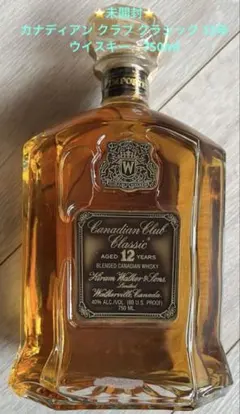 ⭐未開封⭐
カナディアン クラブ クラシック 12年
ウイスキー 750ml
IMPORTED
W
Canadian Club
Classic
AGED 12 YEARS
BLENDED CANADIAN WHISKY
Hiram Walker & Sons
Limited
Walkerville, Canada.
40% ALC./VOL. (80 U.S. PROOF)
750 ML